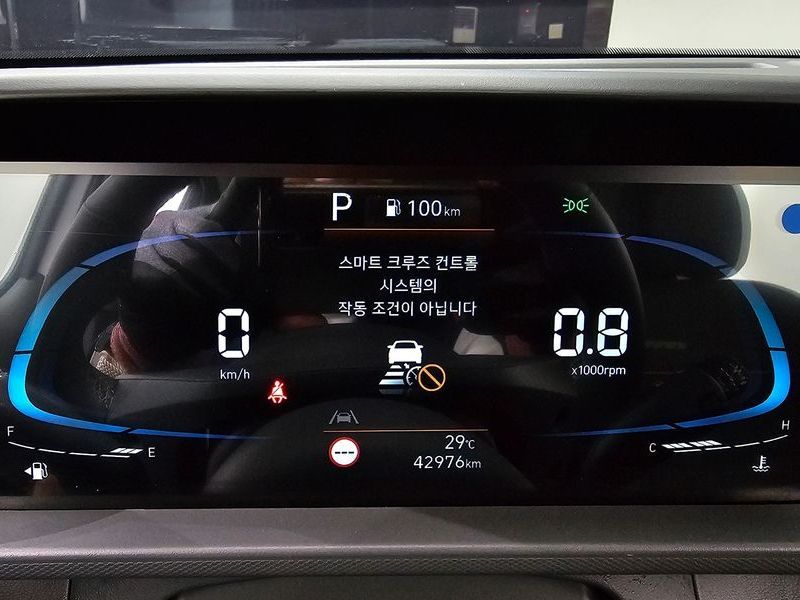 P 100km
스마트 크루즈 컨트롤
시스템의
작동 조건이 아닙니다
0
km/h
0.8
x1000rpm
F
E
C
H
---
29℃
42976km